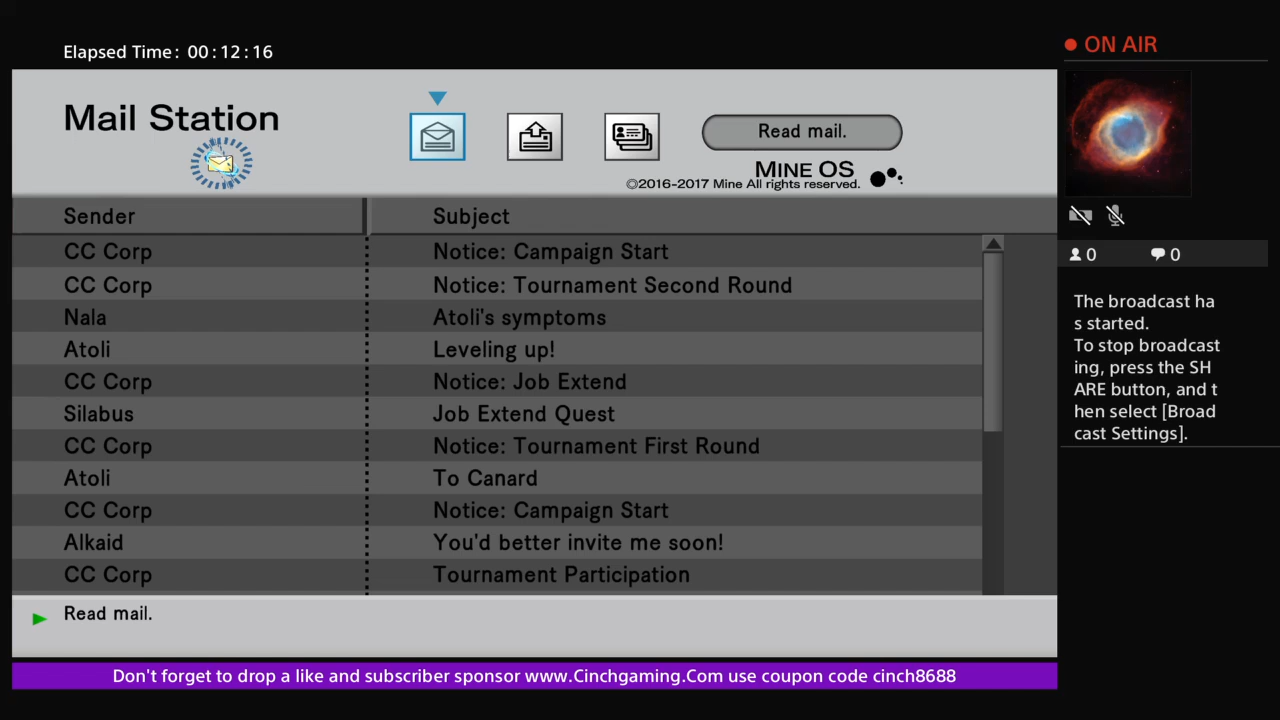 Elapsed Time: 00:12:16
ON AIR
Mail Station
Read mail.
MINE OS
©2016-2017 Mine All rights reserved.
Sender Subject
CC Corp Notice: Campaign Start
CC Corp Notice: Tournament Second Round
Nala Atoli's symptoms
Atoli Leveling up!
CC Corp Notice: Job Extend
Silabus Job Extend Quest
CC Corp Notice: Tournament First Round
Atoli To Canard
CC Corp Notice: Campaign Start
Alkaid You'd better invite me soon!
CC Corp Tournament Participation
Read mail.
Don't forget to drop a like and subscriber sponsor www.Cinchgaming.Com use coupon code cinch8688
0 0
The broadcast ha
s started.
To stop broadcast
ing, press the SH
ARE button, and t
hen select [Broad
cast Settings].